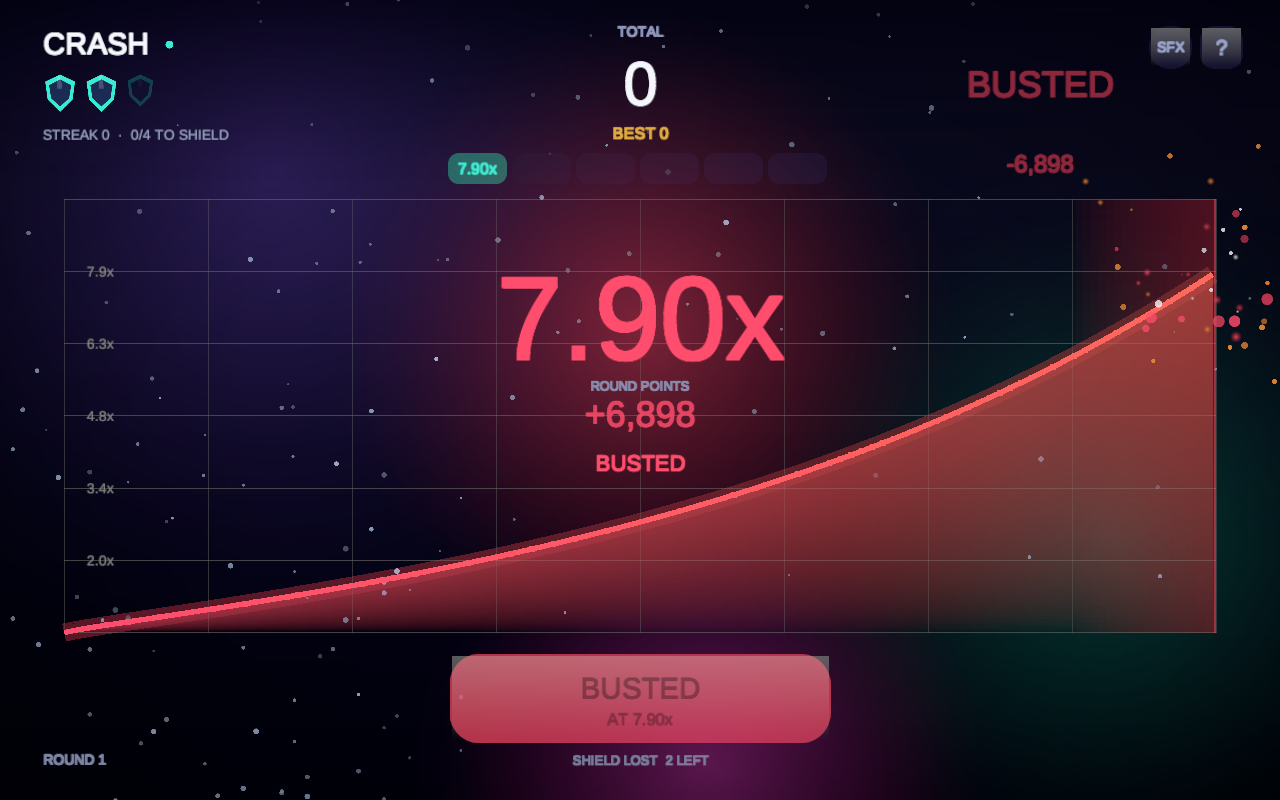 CRASH
STREAK 0 · 0/4 TO SHIELD
TOTAL
0
BEST 0
SFX
?
BUSTED
-6,898
7.90x
7.9x
6.3x
4.8x
3.4x
2.0x
7.90x
ROUND POINTS
+6,898
BUSTED
BUSTED
AT 7.90x
ROUND 1
SHIELD LOST 2 LEFT